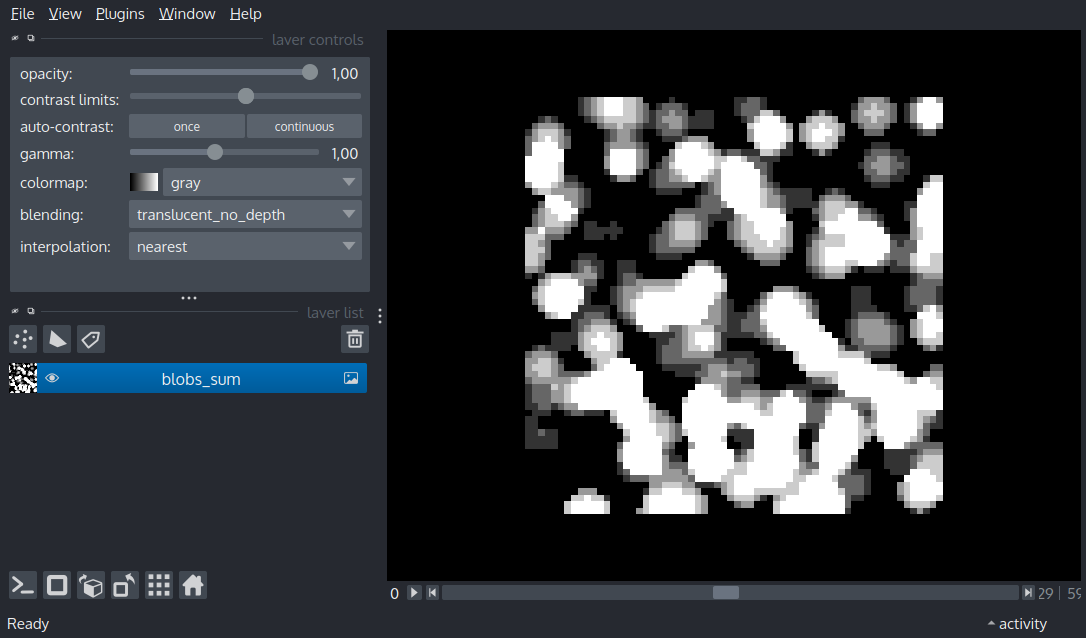 File View Plugins Window Help
layer controls
opacity: 1,00
contrast limits:
auto-contrast: once continuous
gamma: 1,00
colormap: gray
blending: translucent_no_depth
interpolation: nearest
layer list
blobs_sum
0 29 59
Ready activity